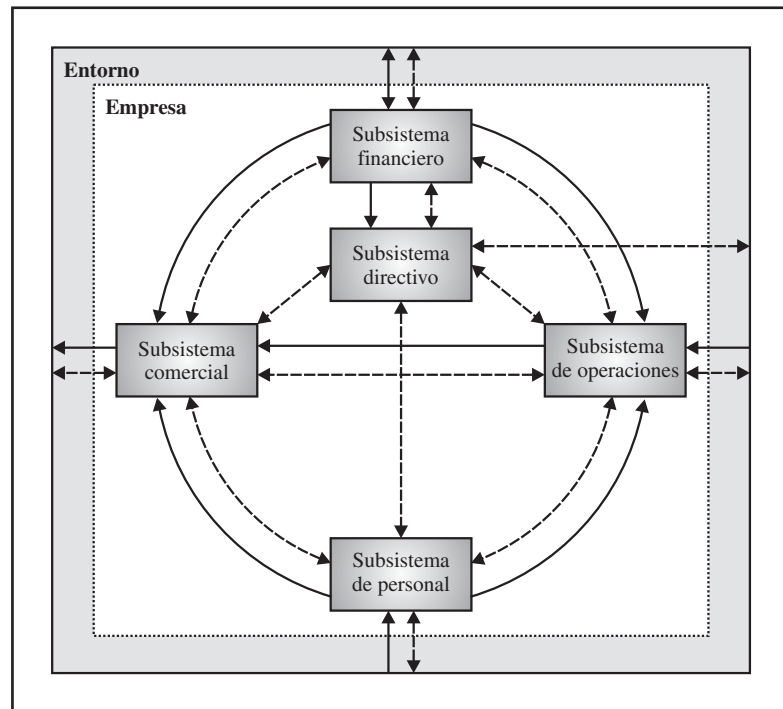 Entorno
Empresa
Subsistema
financiero
Subsistema
directivo
Subsistema
comercial
Subsistema
de operaciones
Subsistema
de personal